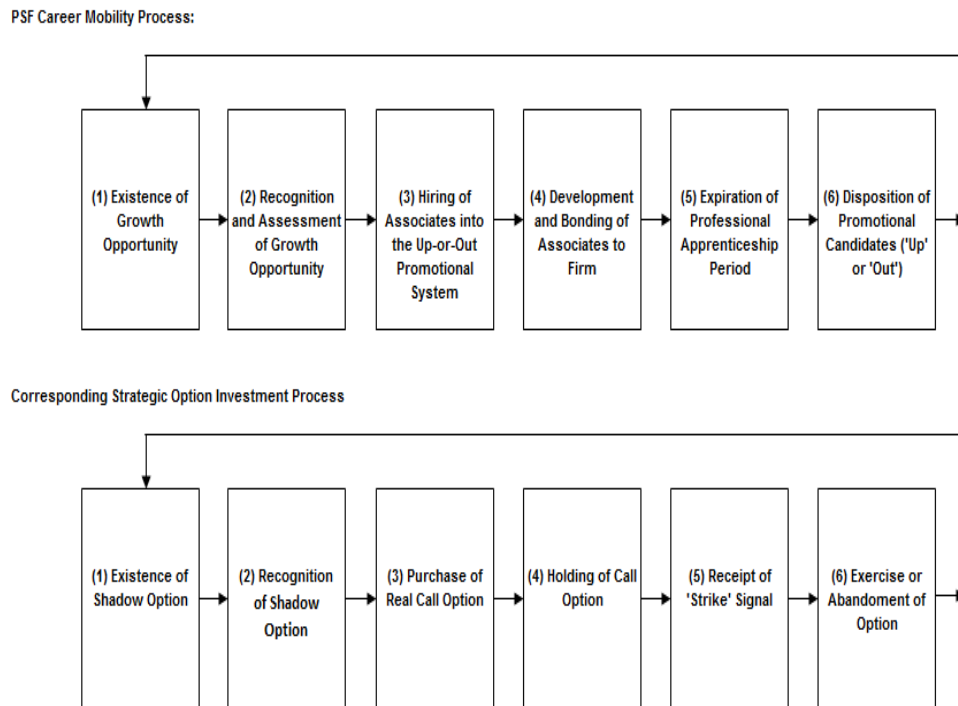 PSF Career Mobility Process:
(1) Existence of
Growth
Opportunity
(2) Recognition
and Assessment
of Growth
Opportunity
(3) Hiring of
Associates into
the Up-or-Out
Promotional
System
(4) Development
and Bonding of
Associates to
Firm
(5) Expiration of
Professional
Apprenticeship
Period
(6) Disposition of
Promotional
Candidates ('Up'
or 'Out')
Corresponding Strategic Option Investment Process
(1) Existence of
Shadow Option
(2) Recognition
of Shadow
Option
(3) Purchase of
Real Call Option
(4) Holding of Call
Option
(5) Receipt of
'Strike' Signal
(6) Exercise or
Abandoment of
Option